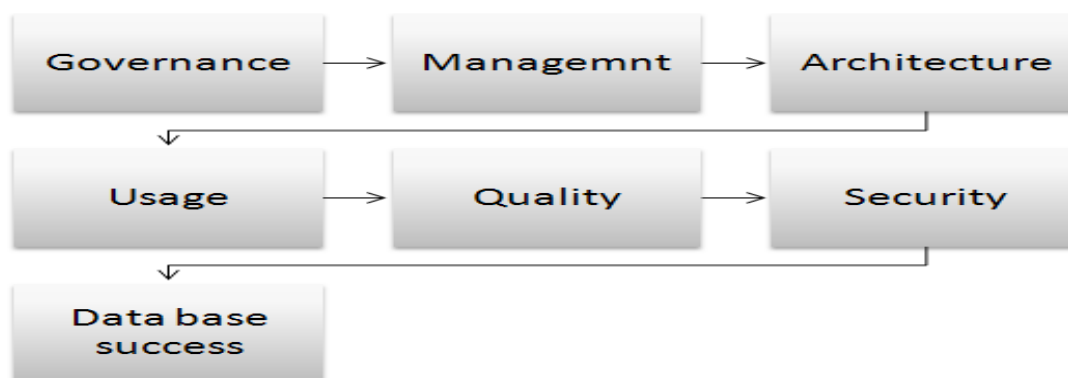 Governance
Managemnt
Architecture
Usage
Quality
Security
Data base
success